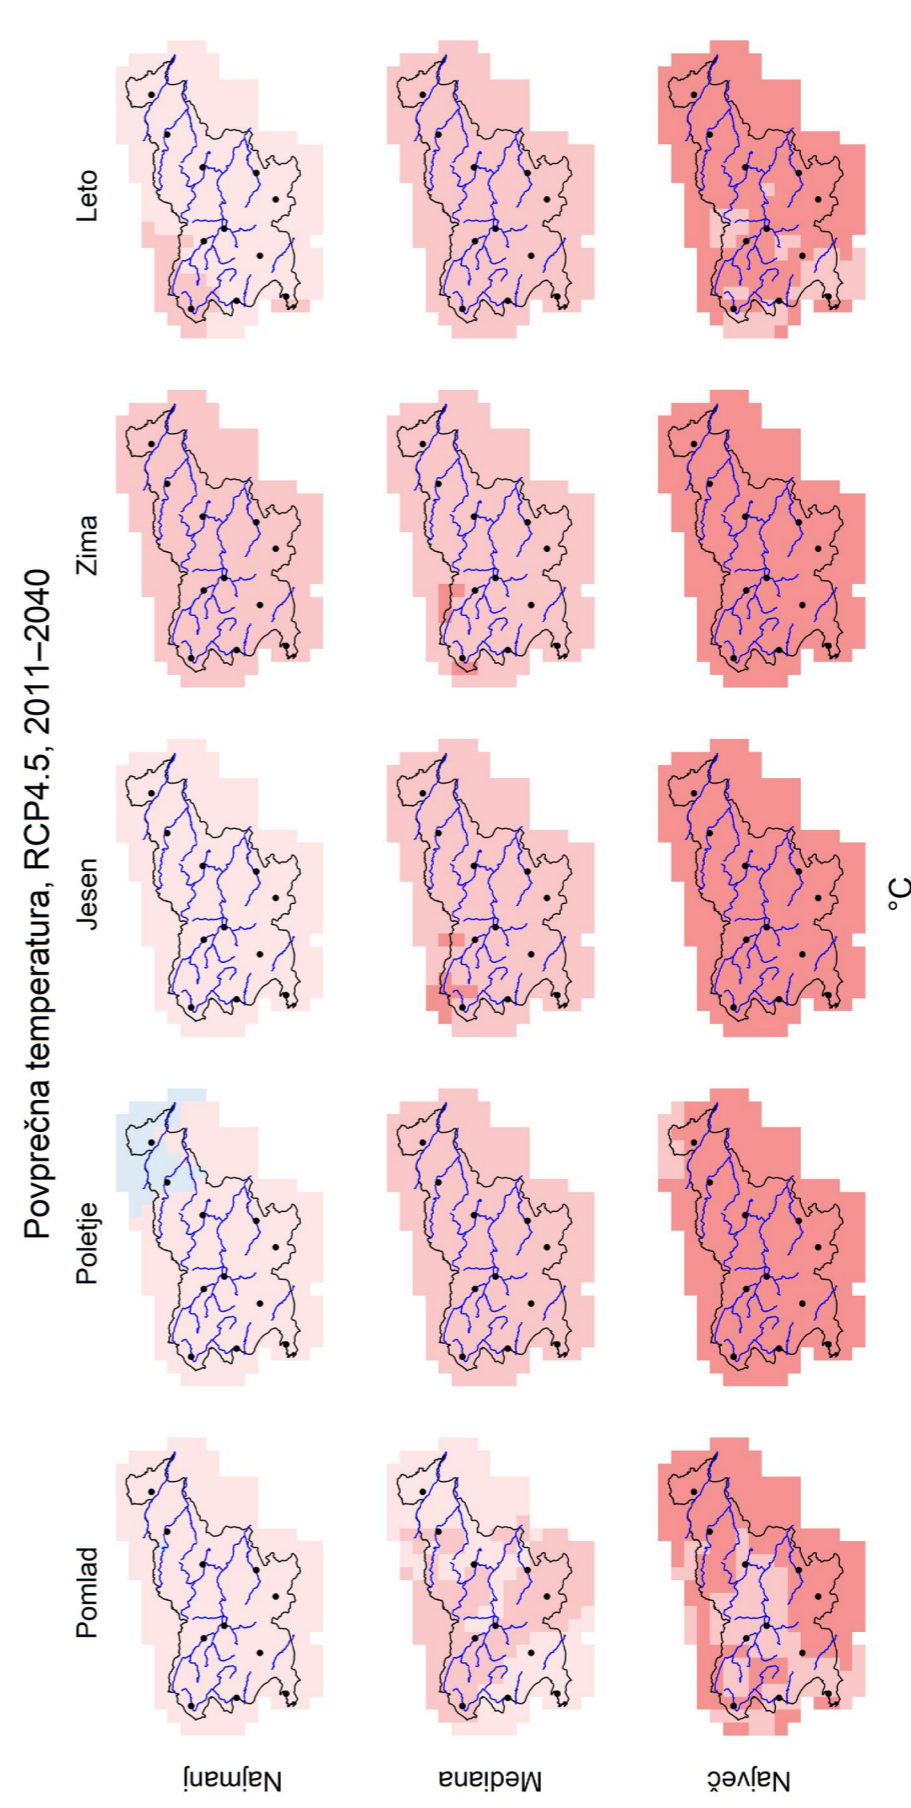 Povprečna temperatura, RCP4.5, 2011–2040
Pomlad Poletje Jesen Zima Leto
Najmanj
Mediana
Največ
°C